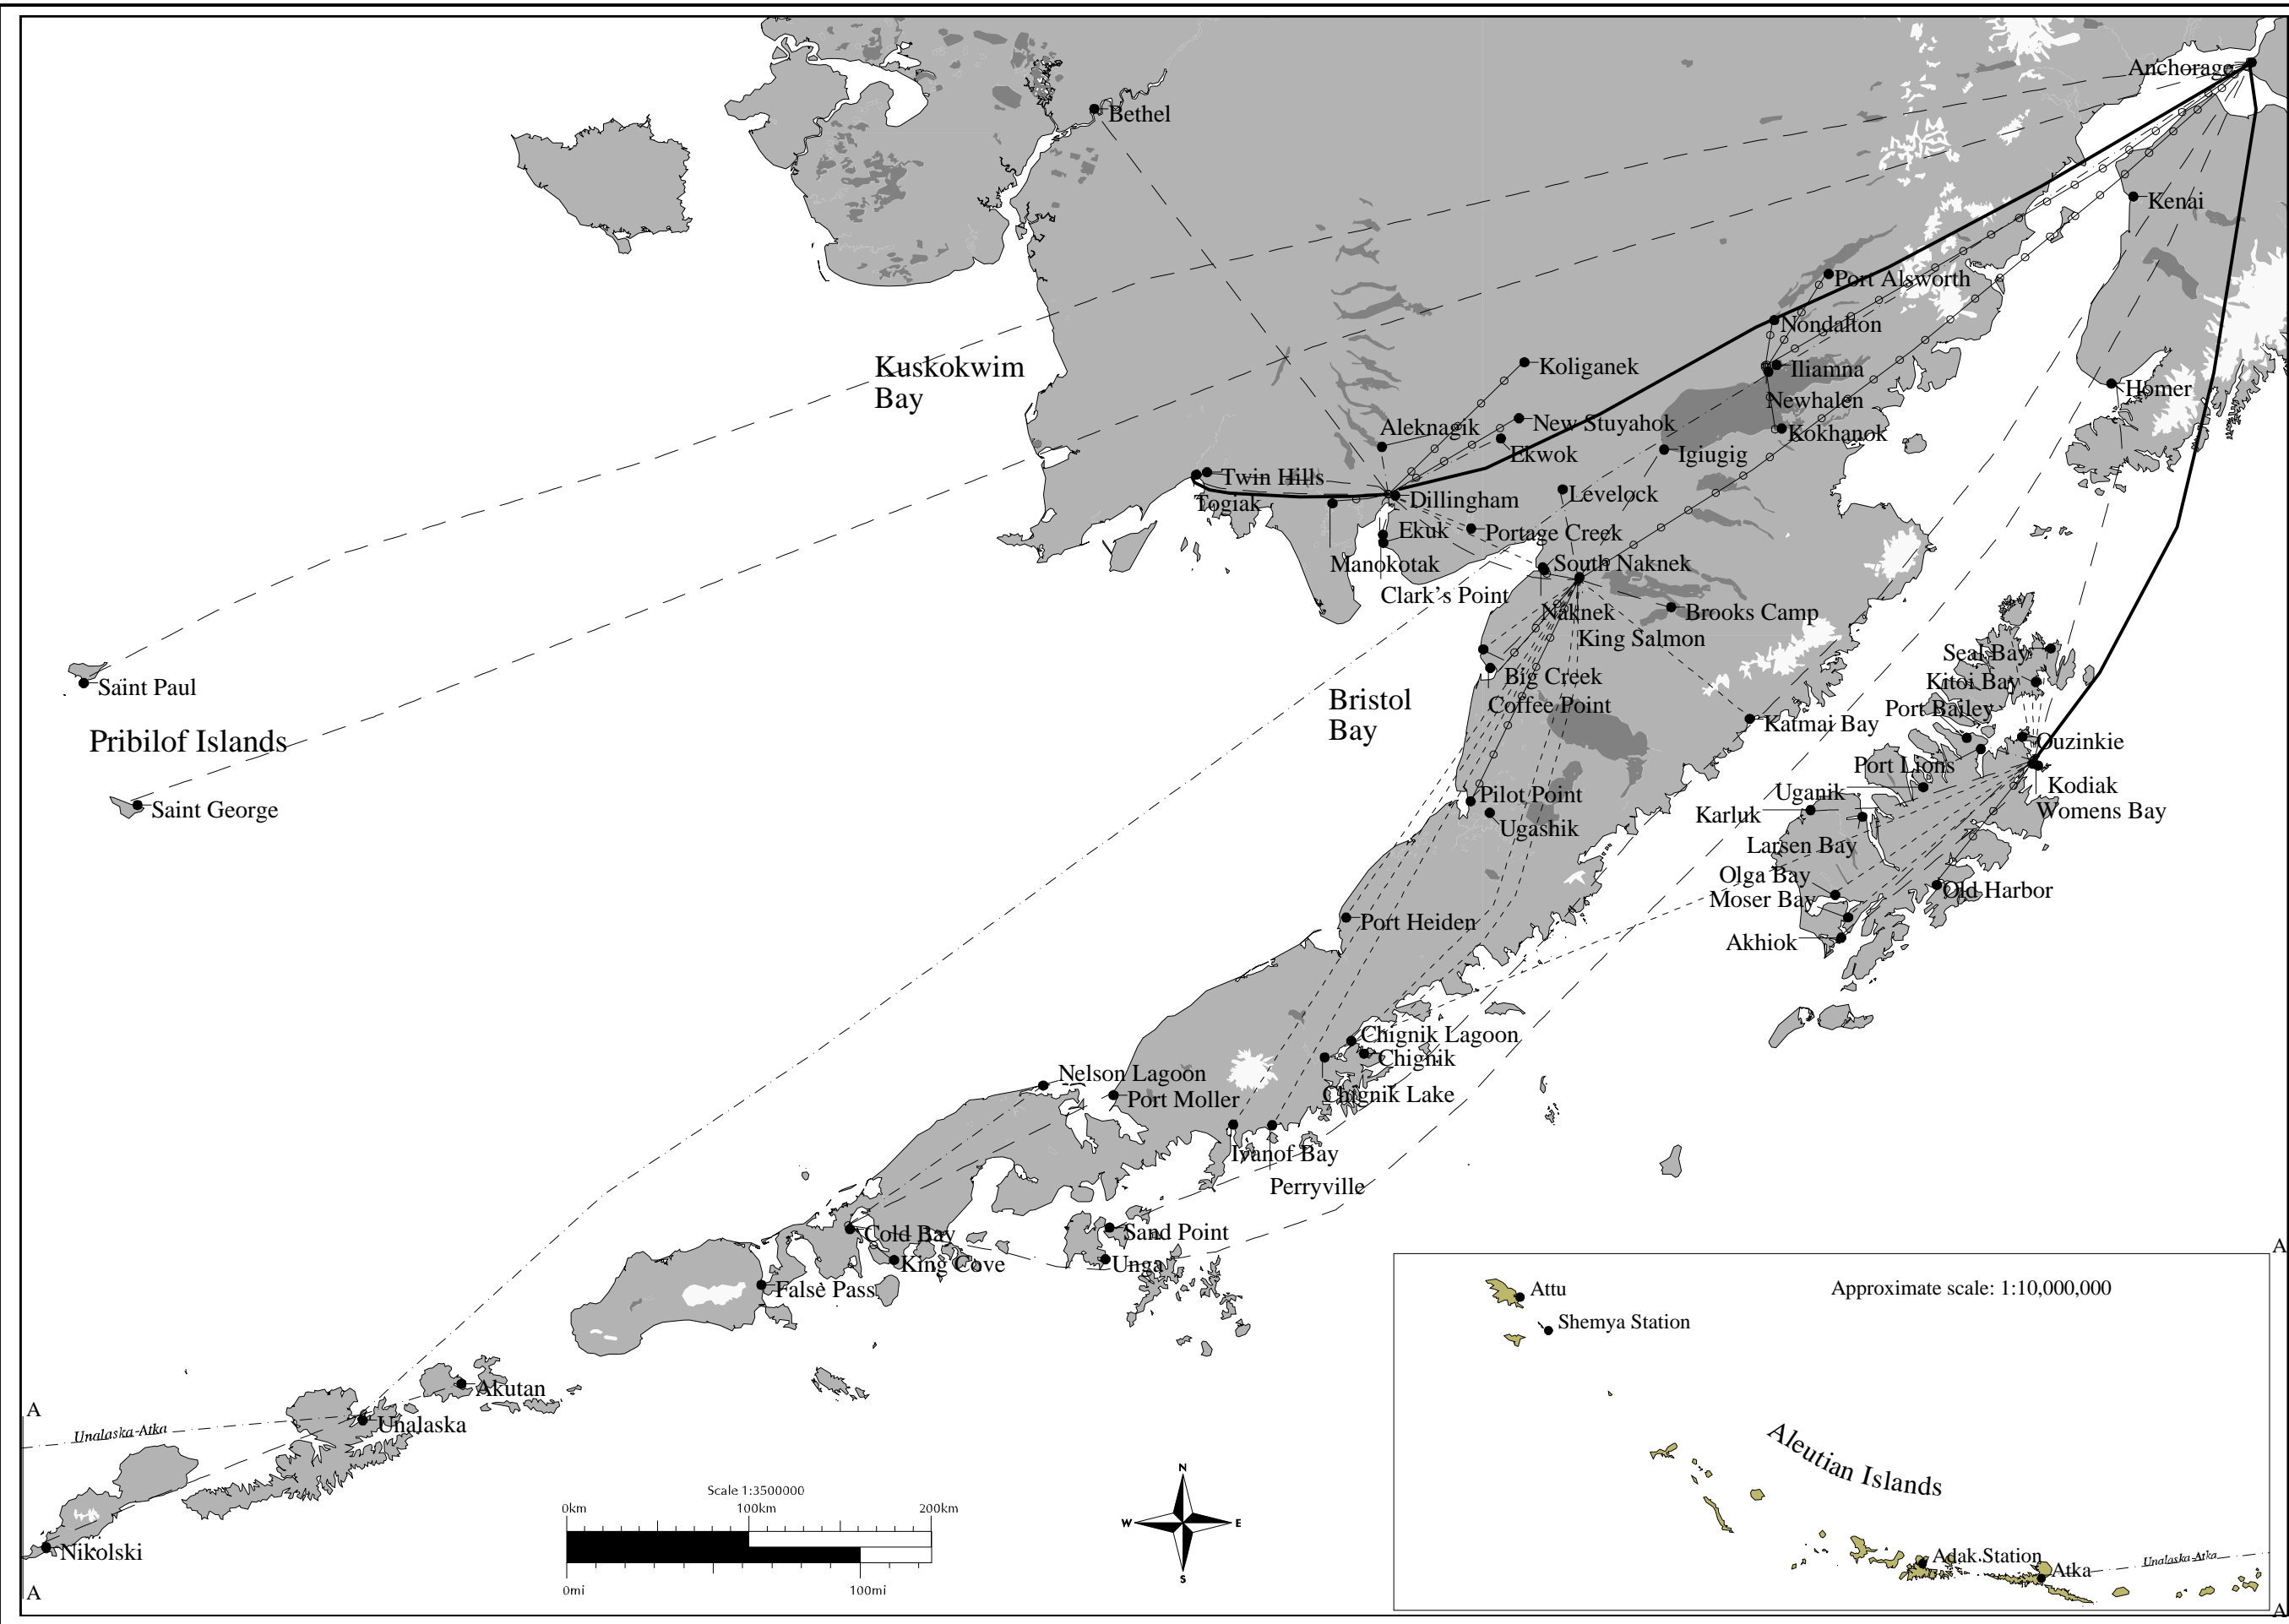 Anchorage
Bethel
Kenai
Port Alsworth
Nondalton
Kuskokwim
Bay
Koliganek
Iliamna
Homer
Newhalen
Aleknagik
New Stuyahok
Kokhanok
Ekwok
Igiugig
Twin Hills
Togiak
Dillingham
Levelock
Ekuk
Portage Creek
Manokotak
South Naknek
Clark's Point
Naknek
Brooks Camp
King Salmon
Seal Bay
Big Creek
Kitoi Bay
Saint Paul
Bristol
Bay
Coffee Point
Port Bailey
Katmai Bay
Pribilof Islands
Ouzinkie
Port Lions
Kodiak
Uganik
Pilot Point
Saint George
Karluk
Womens Bay
Ugashik
Larsen Bay
Olga Bay
Old Harbor
Moser Bay
Port Heiden
Akhiok
Chignik Lagoon
Chignik
Nelson Lagoon
Port Moller
Chignik Lake
Ivanof Bay
Perryville
Cold Bay
Sand Point
King Cove
Unga
False Pass
A
Attu
Approximate scale: 1:10,000,000
Shemya Station
Akutan
A
Unalaska
Unalaska-Atka
Aleutian Islands
N
W
E
S
Scale 1:3500000
0km
100km
200km
0mi
100mi
Nikolski
A
Adak Station
Atka
Unalaska-Atka
A